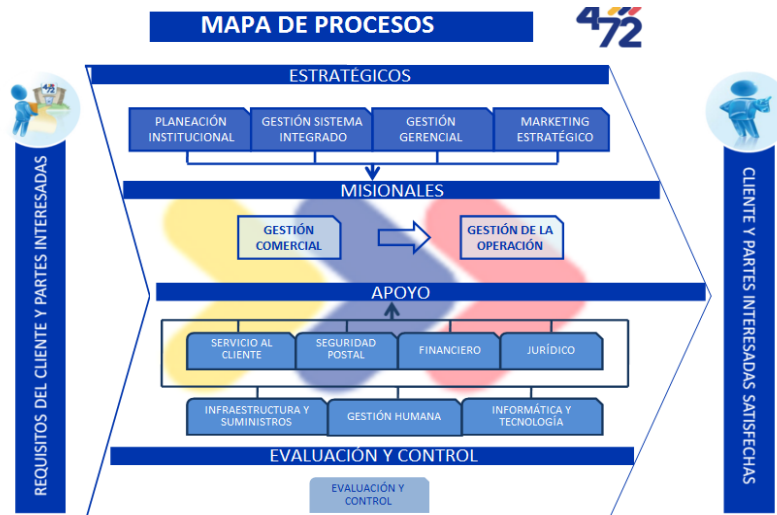 MAPA DE PROCESOS
472
472
ESTRATÉGICOS
PLANEACIÓN
INSTITUCIONAL
GESTIÓN SISTEMA
INTEGRADO
GESTIÓN
GERENCIAL
MARKETING
ESTRATÉGICO
MISIONALES
GESTIÓN
COMERCIAL
GESTIÓN DE LA
OPERACIÓN
APOYO
SERVICIO AL
CLIENTE
SEGURIDAD
POSTAL
FINANCIERO
JURÍDICO
INFRAESTRUCTURA Y
SUMINISTROS
GESTIÓN HUMANA
INFORMÁTICA Y
TECNOLOGÍA
EVALUACIÓN Y CONTROL
EVALUACIÓN Y
CONTROL
REQUISITOS DEL CLIENTE Y PARTES INTERESADAS
CLIENTE Y PARTES INTERESADAS SATISFECHAS